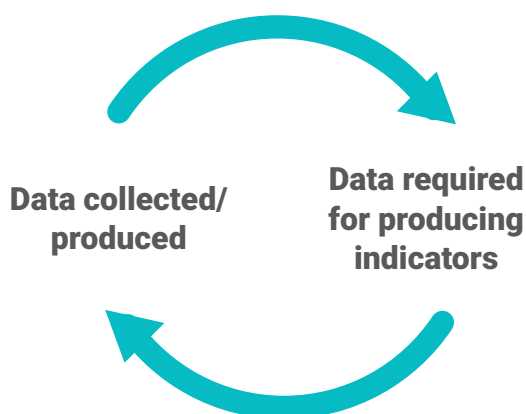 Data collected/
produced
Data required
for producing
indicators